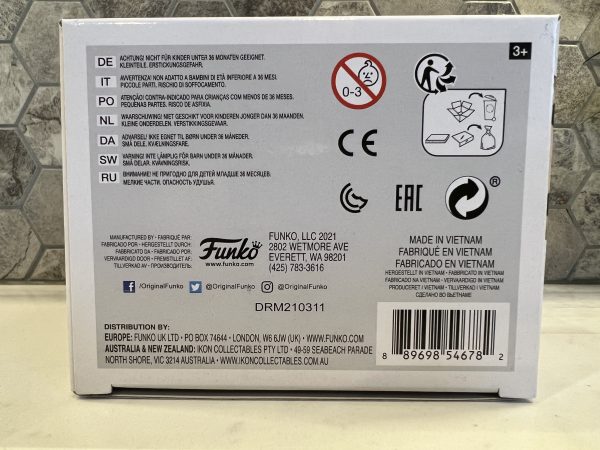 DE ACHTUNG! NICHT FÜR KINDER UNTER 36 MONATEN GEEIGNET.
KLEINTEILE. ERSTICKUNGSGEFAHR.
IT AVVERTENZA! NON ADATTO A BAMBINI DI ETÀ INFERIORE A 36 MESI.
PICCOLE PARTI. RISCHIO DI SOFFOCAMENTO.
PO ATENÇÃO! CONTRA-INDICADO PARA CRIANÇAS COM MENOS DE 36 MESES.
PEQUENAS PARTES. RISCO DE ASFIXIA.
NL WAARSCHUWING! NIET GESCHIKT VOOR KINDEREN JONGER DAN 36 MAANDEN.
KLEINE ONDERDELEN. VERSTIKKINGSGEVAAR.
DA ADVARSEL! IKKE EGNET TIL BØRN UNDER 36 MÅNEDER.
SMÅ DELE. KVÆLNINGSFARE.
SW VARNING! INTE LÄMPLIG FÖR BARN UNDER 36 MÅNADER.
SMÅ DELAR. KVÄVNINGSRISK.
RU ВНИМАНИЕ! НЕ ПРИГОДНО ДЛЯ ДЕТЕЙ МЛАДШЕ 36 МЕСЯЦЕВ.
МЕЛКИЕ ЧАСТИ. ОПАСНОСТЬ УДУШЬЯ.
0-3
3+
CE
EAC
MANUFACTURED BY • FABRIQUÉ PAR
FABRICADO POR • HERGESTELLT DURCH:
FABBRICATO DA • FABRICADO POR:
VERVAARDIGD DOOR • FREMSTILLET AF:
TILLVERKAD AV • ПРОИЗВОДИТЕЛЬ:
Funko
www.funko.com
FUNKO, LLC 2021
2802 WETMORE AVE
EVERETT, WA 98201
(425) 783-3616
/OriginalFunko @OriginalFunko @OriginalFunko
DRM210311
MADE IN VIETNAM
FABRIQUÉ EN VIETNAM
FABRICADO EN VIETNAM
HERGESTELLT IN VIETNAM • FABBRICATO IN VIETNAM
FABRICADO NA VIETNAM • VERVAARDIGD IN VIETNAM
PRODUCERET I VIETNAM • TILLVERKAD I VIETNAM
СДЕЛАНО ВО ВЬЕТНАМЕ
DISTRIBUTION BY:
EUROPE: FUNKO UK LTD • PO BOX 74644 • LONDON, W6 6JW (UK) • WWW.FUNKO.COM
AUSTRALIA & NEW ZEALAND: IKON COLLECTABLES PTY LTD • 49-59 SEABEACH PARADE
NORTH SHORE, VIC 3214 AUSTRALIA • WWW.IKONCOLLECTABLES.COM.AU
8 89698 54678 2